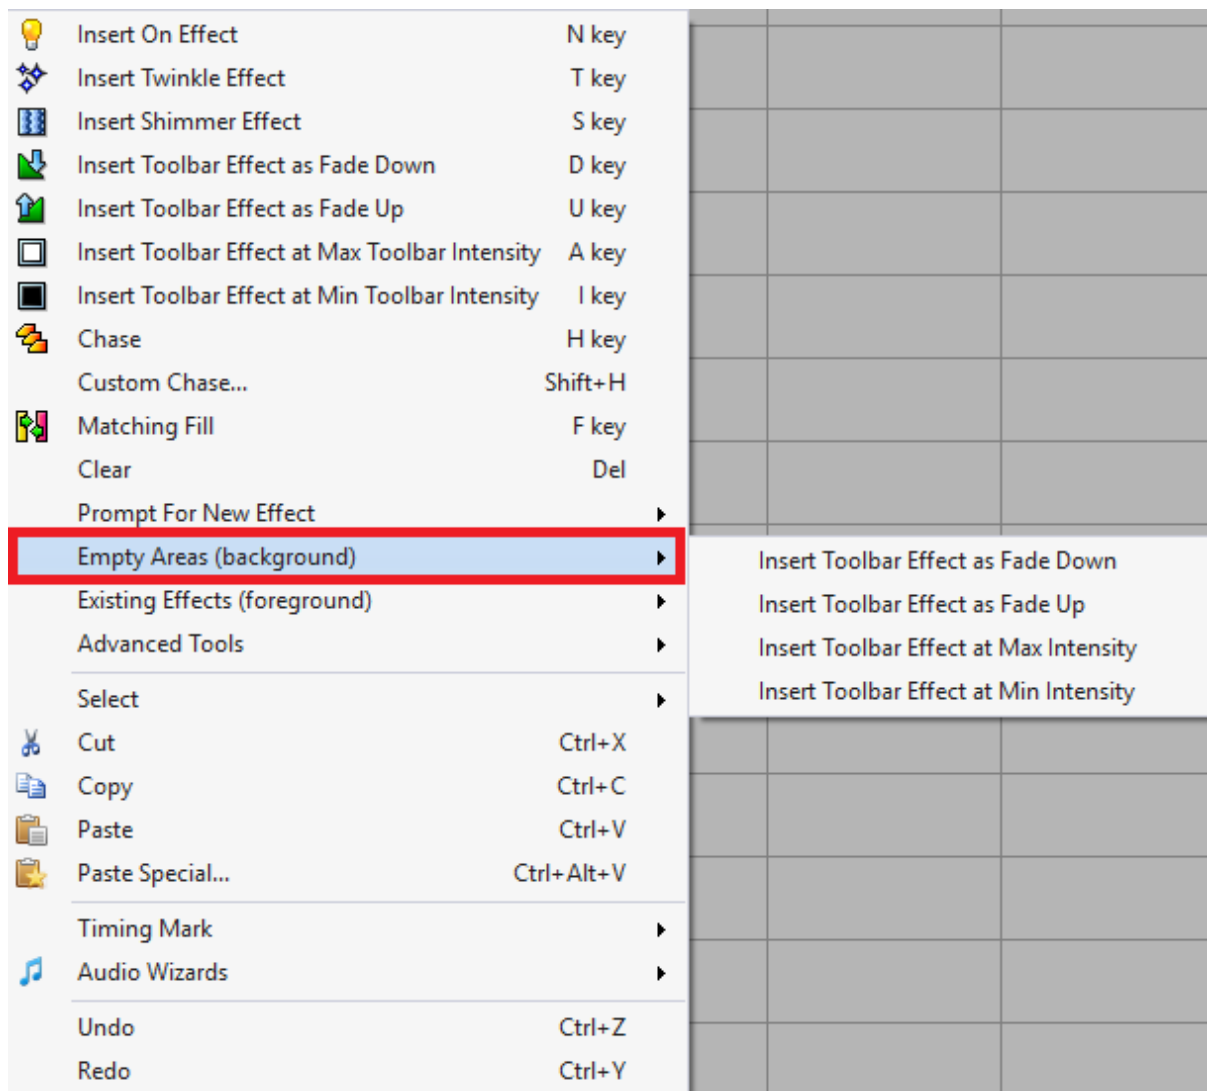 Insert On Effect N key
Insert Twinkle Effect T key
Insert Shimmer Effect S key
Insert Toolbar Effect as Fade Down D key
Insert Toolbar Effect as Fade Up U key
Insert Toolbar Effect at Max Toolbar Intensity A key
Insert Toolbar Effect at Min Toolbar Intensity I key
Chase H key
Custom Chase... Shift+H
Matching Fill F key
Clear Del
Prompt For New Effect
Empty Areas (background)
Existing Effects (foreground)
Advanced Tools
Select
Cut Ctrl+X
Copy Ctrl+C
Paste Ctrl+V
Paste Special... Ctrl+Alt+V
Timing Mark
Audio Wizards
Undo Ctrl+Z
Redo Ctrl+Y
Insert Toolbar Effect as Fade Down
Insert Toolbar Effect as Fade Up
Insert Toolbar Effect at Max Intensity
Insert Toolbar Effect at Min Intensity